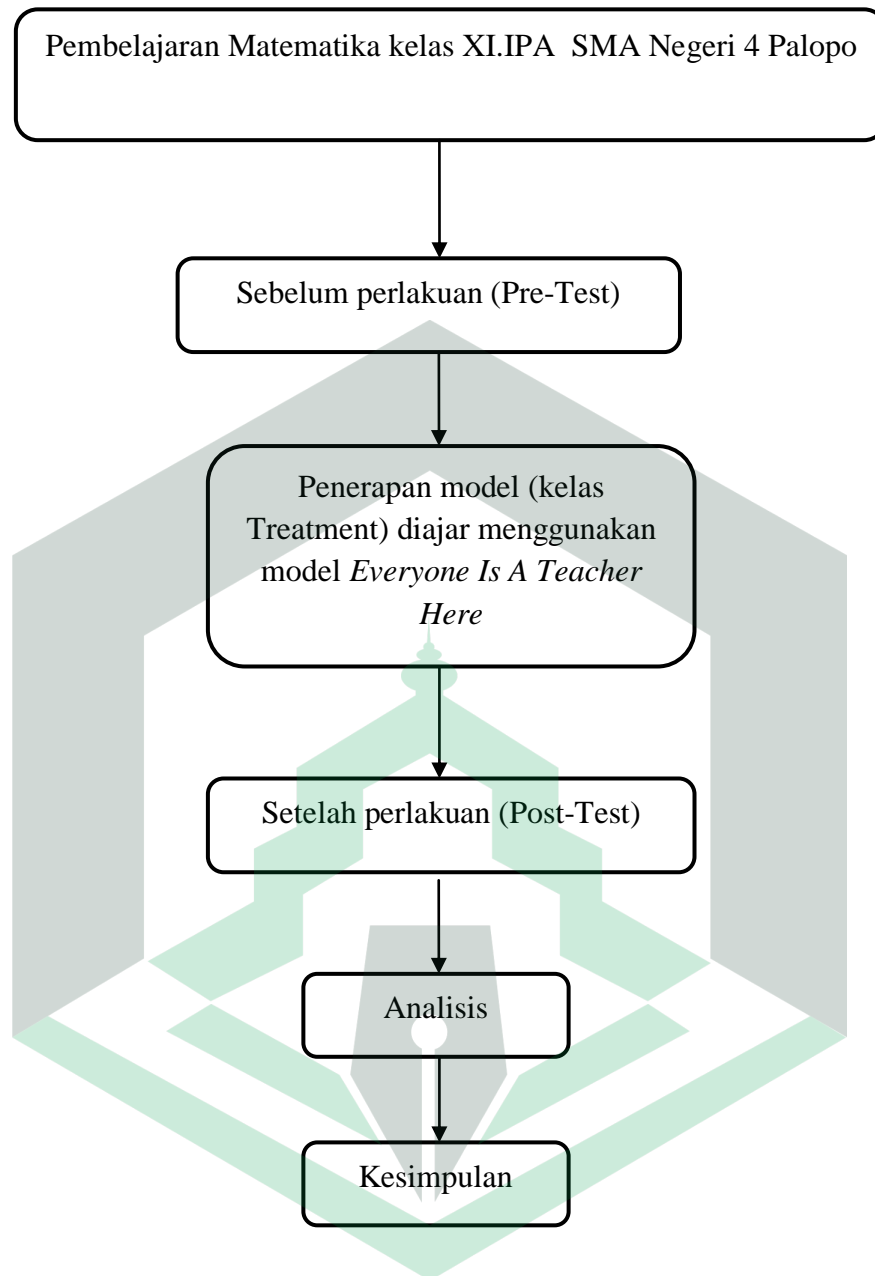 Pembelajaran Matematika kelas XI.IPA  SMA Negeri 4 Palopo
Sebelum perlakuan (Pre-Test)
Penerapan model (kelas
Treatment) diajar menggunakan
model Everyone Is A Teacher
Here
Setelah perlakuan (Post-Test)
Analisis
Kesimpulan